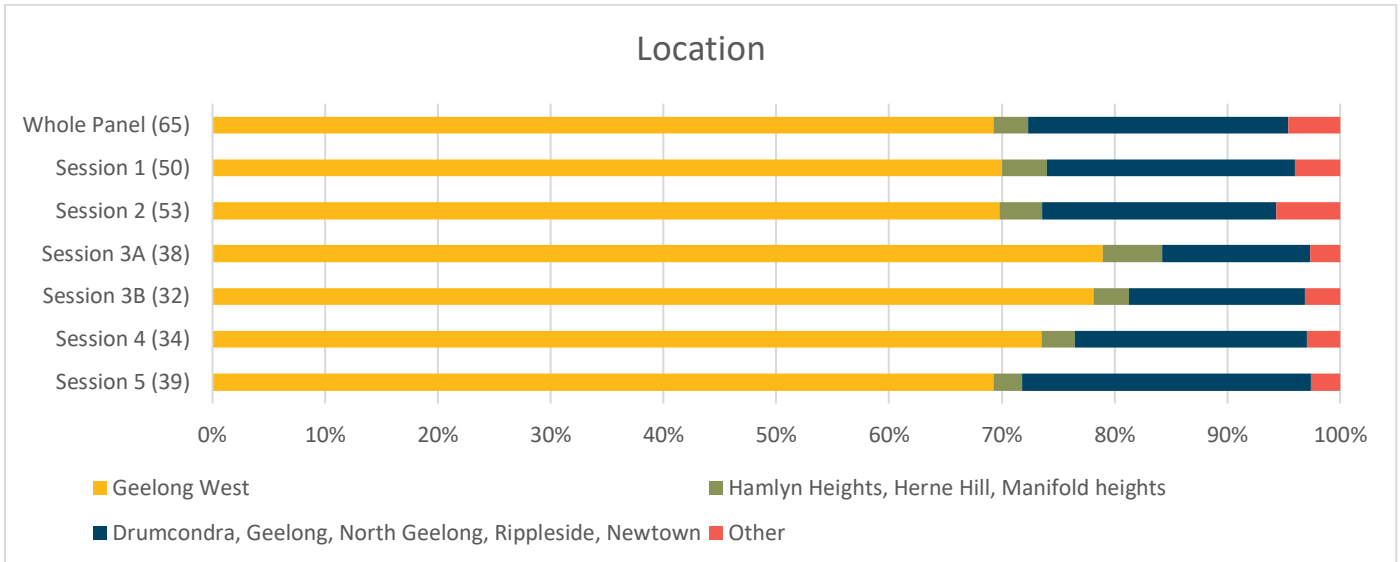 Location
Whole Panel (65)
Session 1 (50)
Session 2 (53)
Session 3A (38)
Session 3B (32)
Session 4 (34)
Session 5 (39)
0% 10% 20% 30% 40% 50% 60% 70% 80% 90% 100%
Geelong West Hamlyn Heights, Herne Hill, Manifold heights
Drumcondra, Geelong, North Geelong, Rippleside, Newtown Other